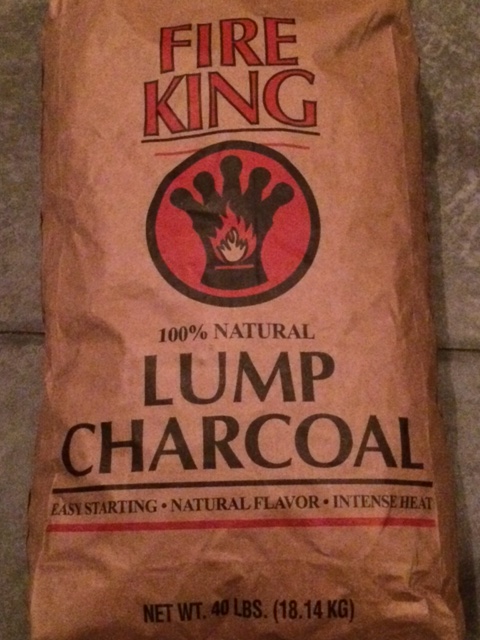 FIRE
KING
100% NATURAL
LUMP
CHARCOAL
EASY STARTING • NATURAL FLAVOR • INTENSE HEAT
NET WT. 40 LBS. (18.14 KG)